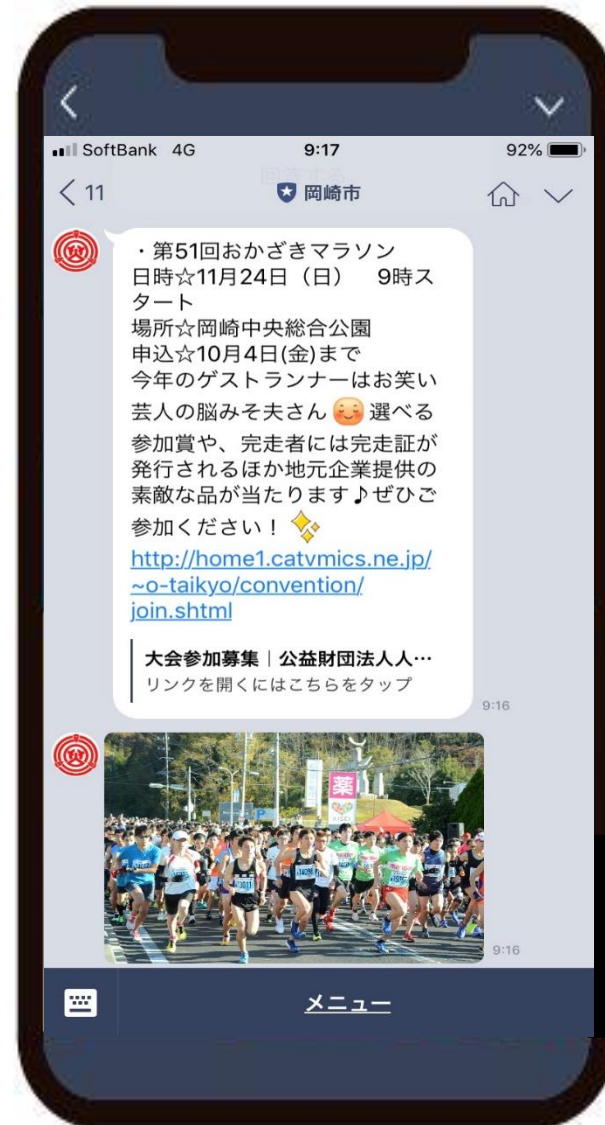 SoftBank 4G 9:17 92%
11 岡崎市
・第51回おかざきマラソン
日時☆11月24日（日） 9時ス
タート
場所☆岡崎中央総合公園
申込☆10月4日(金)まで
今年のゲストランナーはお笑い
芸人の脳みそ夫さん 選べる
参加賞や、完走者には完走証が
発行されるほか地元企業提供の
素敵な品が当たります♪ぜひご
参加ください！
http://home1.catvmics.ne.jp/
~o-taikyo/convention/
join.shtml
大会参加募集｜公益財団法人人…
リンクを開くにはこちらをタップ
9:16
薬
P
9:16
メニュー